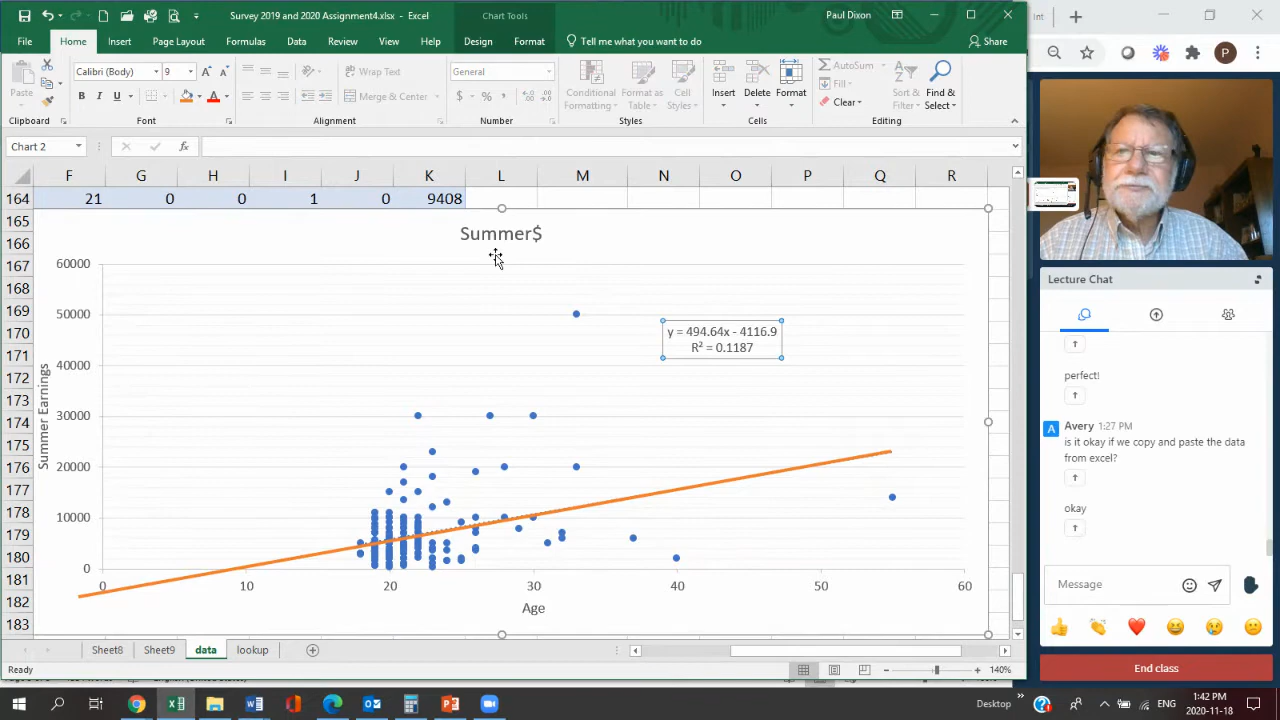 Survey 2019 and 2020 Assignment4.xlsx - Excel
Chart Tools
Paul Dixon
File
Home
Insert
Page Layout
Formulas
Data
Review
View
Help
Design
Format
Tell me what you want to do
Share
Paste
Calibri (Body)
9
A
A
B
I
U
A
Wrap Text
Merge & Center
General
$
%
Conditional
Formatting
Format as
Table
Cell
Styles
Insert
Delete
Format
AutoSum
Fill
Clear
Sort &
Filter
Find &
Select
Clipboard
Font
Alignment
Number
Styles
Cells
Editing
Chart 2
fx
F
G
H
I
J
K
L
M
N
O
P
Q
R
164
21
0
0
1
0
9408
165
166
167
168
169
170
171
172
173
174
175
176
177
178
179
180
181
182
183
Summer$
60000
50000
40000
30000
20000
10000
0
Summer Earnings
y = 494.64x - 4116.9
R² = 0.1187
0
10
20
30
40
50
60
Age
Sheet8
Sheet9
data
lookup
Ready
140%
Int
P
Lecture Chat
perfect!
A
Avery 1:27 PM
is it okay if we copy and paste the data
from excel?
okay
Message
End class
Desktop
ENG
1:42 PM
2020-11-18